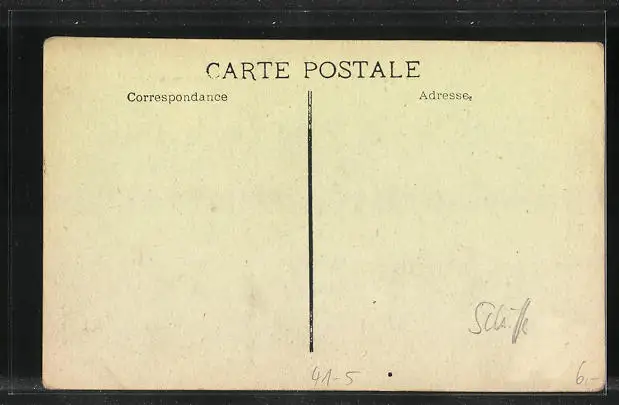 CARTE POSTALE
Correspondance
Adresse
Schiffe
41-5
6,-